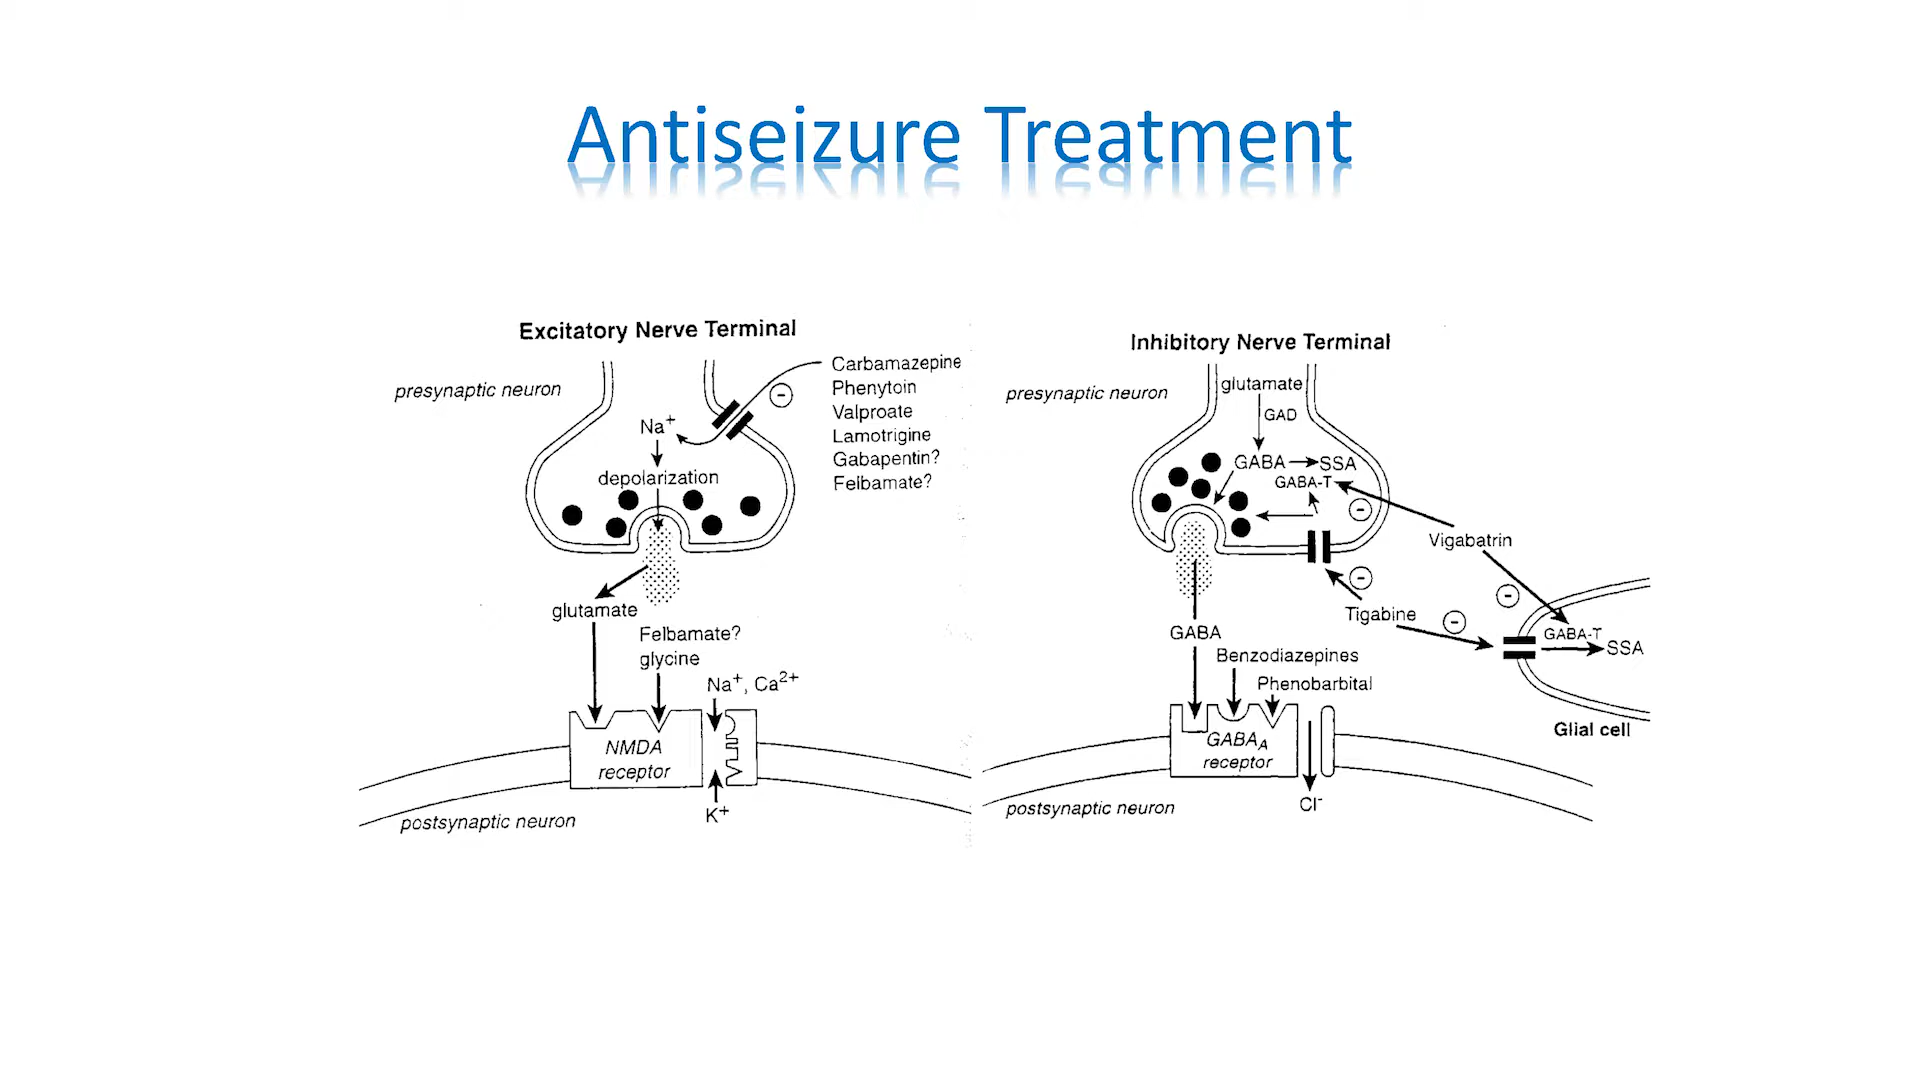 Antiseizure Treatment
Excitatory Nerve Terminal
presynaptic neuron
Carbamazepine
Phenytoin
Valproate
Lamotrigine
Gabapentin?
Felbamate?
Na+
depolarization
glutamate
Felbamate?
glycine
Na+, Ca2+
NMDA
receptor
K+
postsynaptic neuron
Inhibitory Nerve Terminal
presynaptic neuron
glutamate
GAD
GABA
SSA
GABA-T
Vigabatrin
Tigabine
GABA
Benzodiazepines
Phenobarbital
GABA-T
SSA
Glial cell
GABAA
receptor
Cl-
postsynaptic neuron